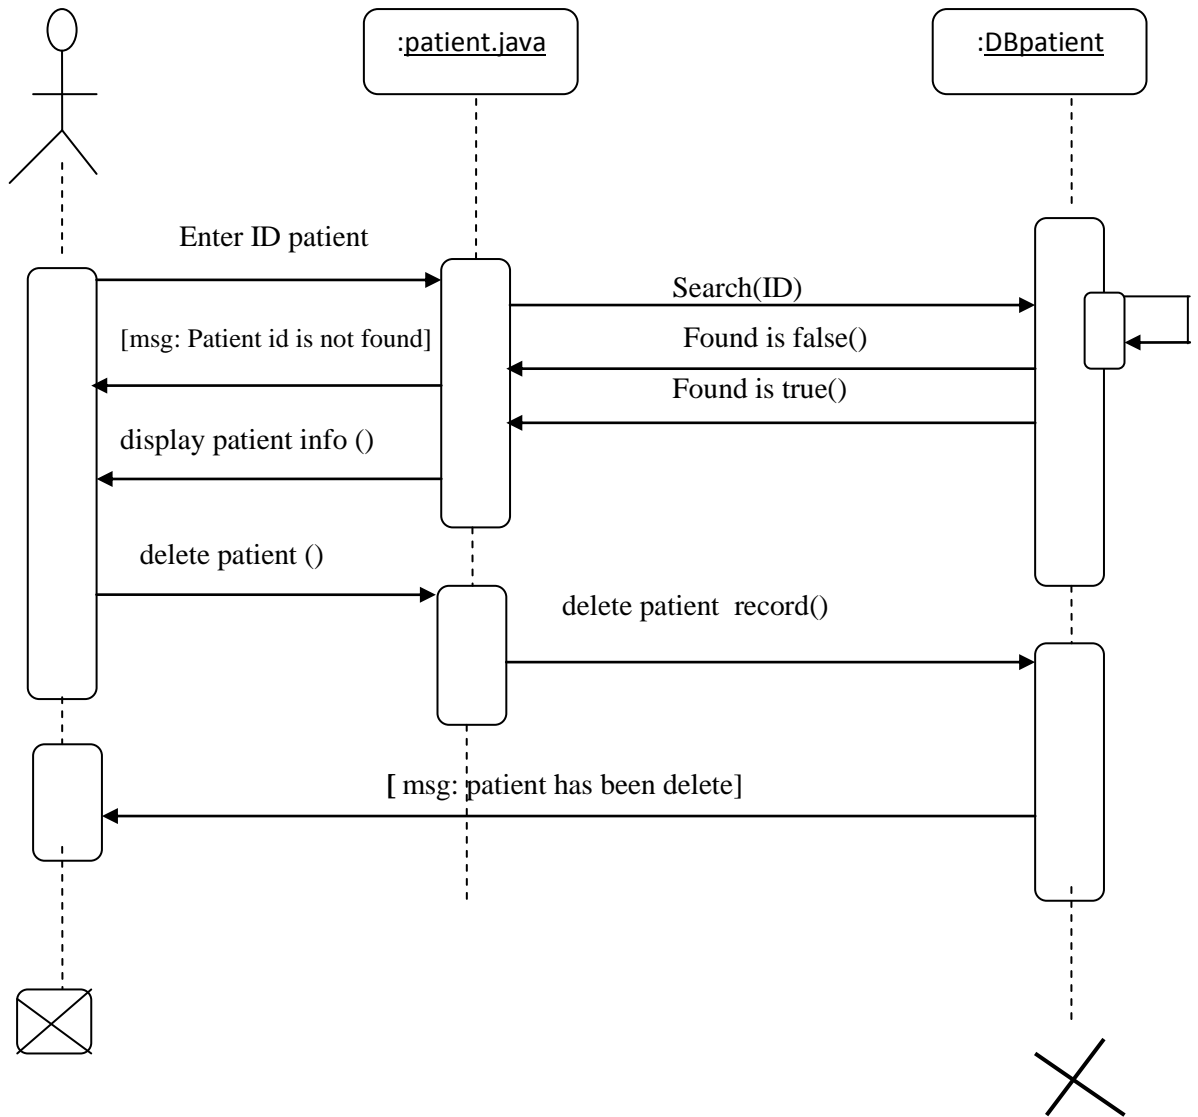 :patient.java
:DBpatient
Enter ID patient
Search(ID)
[msg: Patient id is not found]
Found is false()
Found is true()
display patient info ()
delete patient ()
delete patient record()
[ msg: patient has been delete]